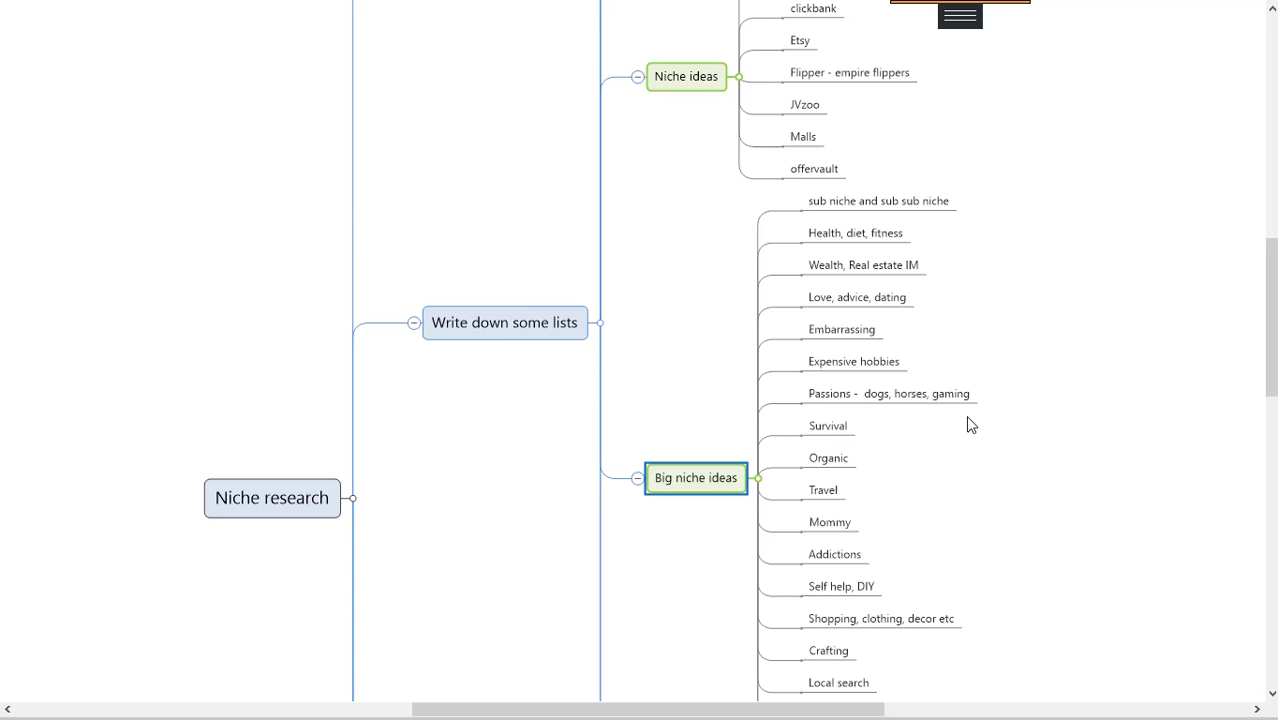 clickbank
Etsy
Niche ideas
Flipper - empire flippers
JVzoo
Malls
offervault
sub niche and sub sub niche
Health, diet, fitness
Wealth, Real estate IM
Love, advice, dating
Write down some lists
Embarrassing
Expensive hobbies
Passions -  dogs, horses, gaming
Survival
Organic
Big niche ideas
Travel
Niche research
Mommy
Addictions
Self help, DIY
Shopping, clothing, decor etc
Crafting
Local search